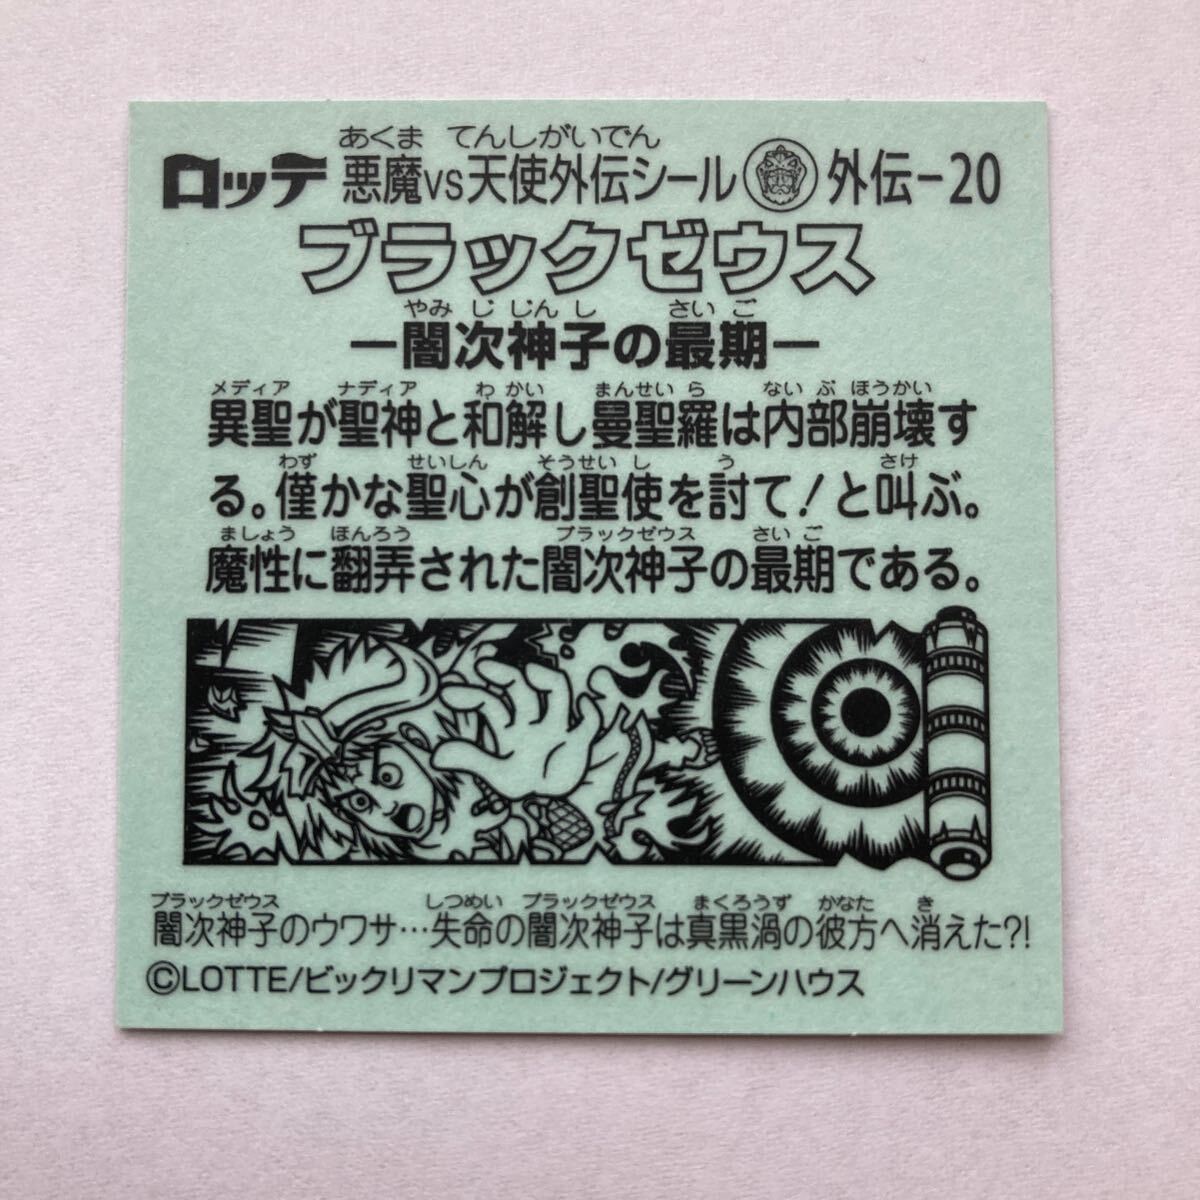 あくま てんしがいでん
ロッテ 悪魔VS天使外伝シール 外伝-20
ブラックゼウス
やみ じ じん し さい ご
ー闇次神子の最期ー
メディア ナディア わ かい まんせい ら ない ぶ ほうかい
異聖が聖神と和解し曼聖羅は内部崩壊す
わず せいしん そうせい し う さけ
る。僅かな聖心が創聖使を討て!と叫ぶ。
ましょう ほんろう ブラックゼウス さい ご
魔性に翻弄された闇次神子の最期である。
ブラックゼウス しつめい ブラックゼウス まくろうず かなた き
闇次神子のウワサ…失命の闇次神子は真黒渦の彼方へ消えた?!
©LOTTE/ビックリマンプロジェクト/グリーンハウス